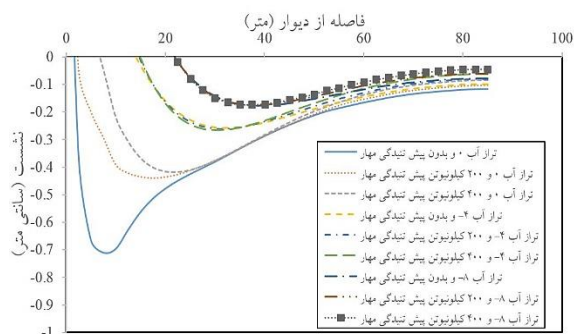 فاصله از دیوار (متر)
0 20 40 60 80 100
0
-0.1
-0.2
-0.3
-0.4
-0.5
-0.6
-0.7
-0.8
-0.9
-1
نشست (سانتی متر)
تراز آب ۰ و بدون پیش تنیدگی مهار
تراز آب ۰ و ۲۰۰ کیلونیوتن پیش تنیدگی مهار
تراز آب ۰ و ۴۰۰ کیلونیوتن پیش تنیدگی مهار
تراز آب ۴- و بدون پیش تنیدگی مهار
تراز آب ۴- و ۲۰۰ کیلونیوتن پیش تنیدگی مهار
تراز آب ۴- و ۴۰۰ کیلونیوتن پیش تنیدگی مهار
تراز آب ۸- و بدون پیش تنیدگی مهار
تراز آب ۸- و ۲۰۰ کیلونیوتن پیش تنیدگی مهار
تراز آب ۸- و ۴۰۰ کیلونیوتن پیش تنیدگی مهار